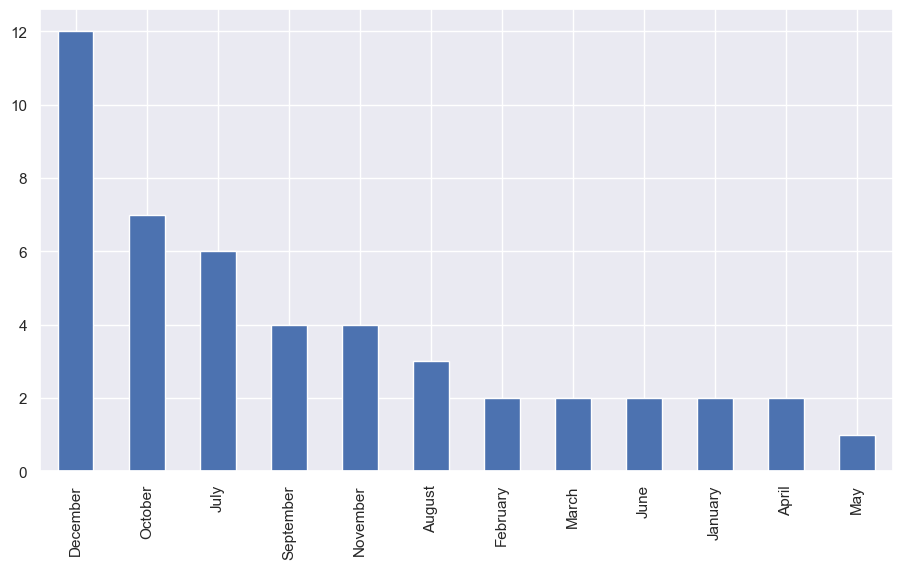 12
10
8
6
4
2
0
December
October
July
September
November
August
February
March
June
January
April
May